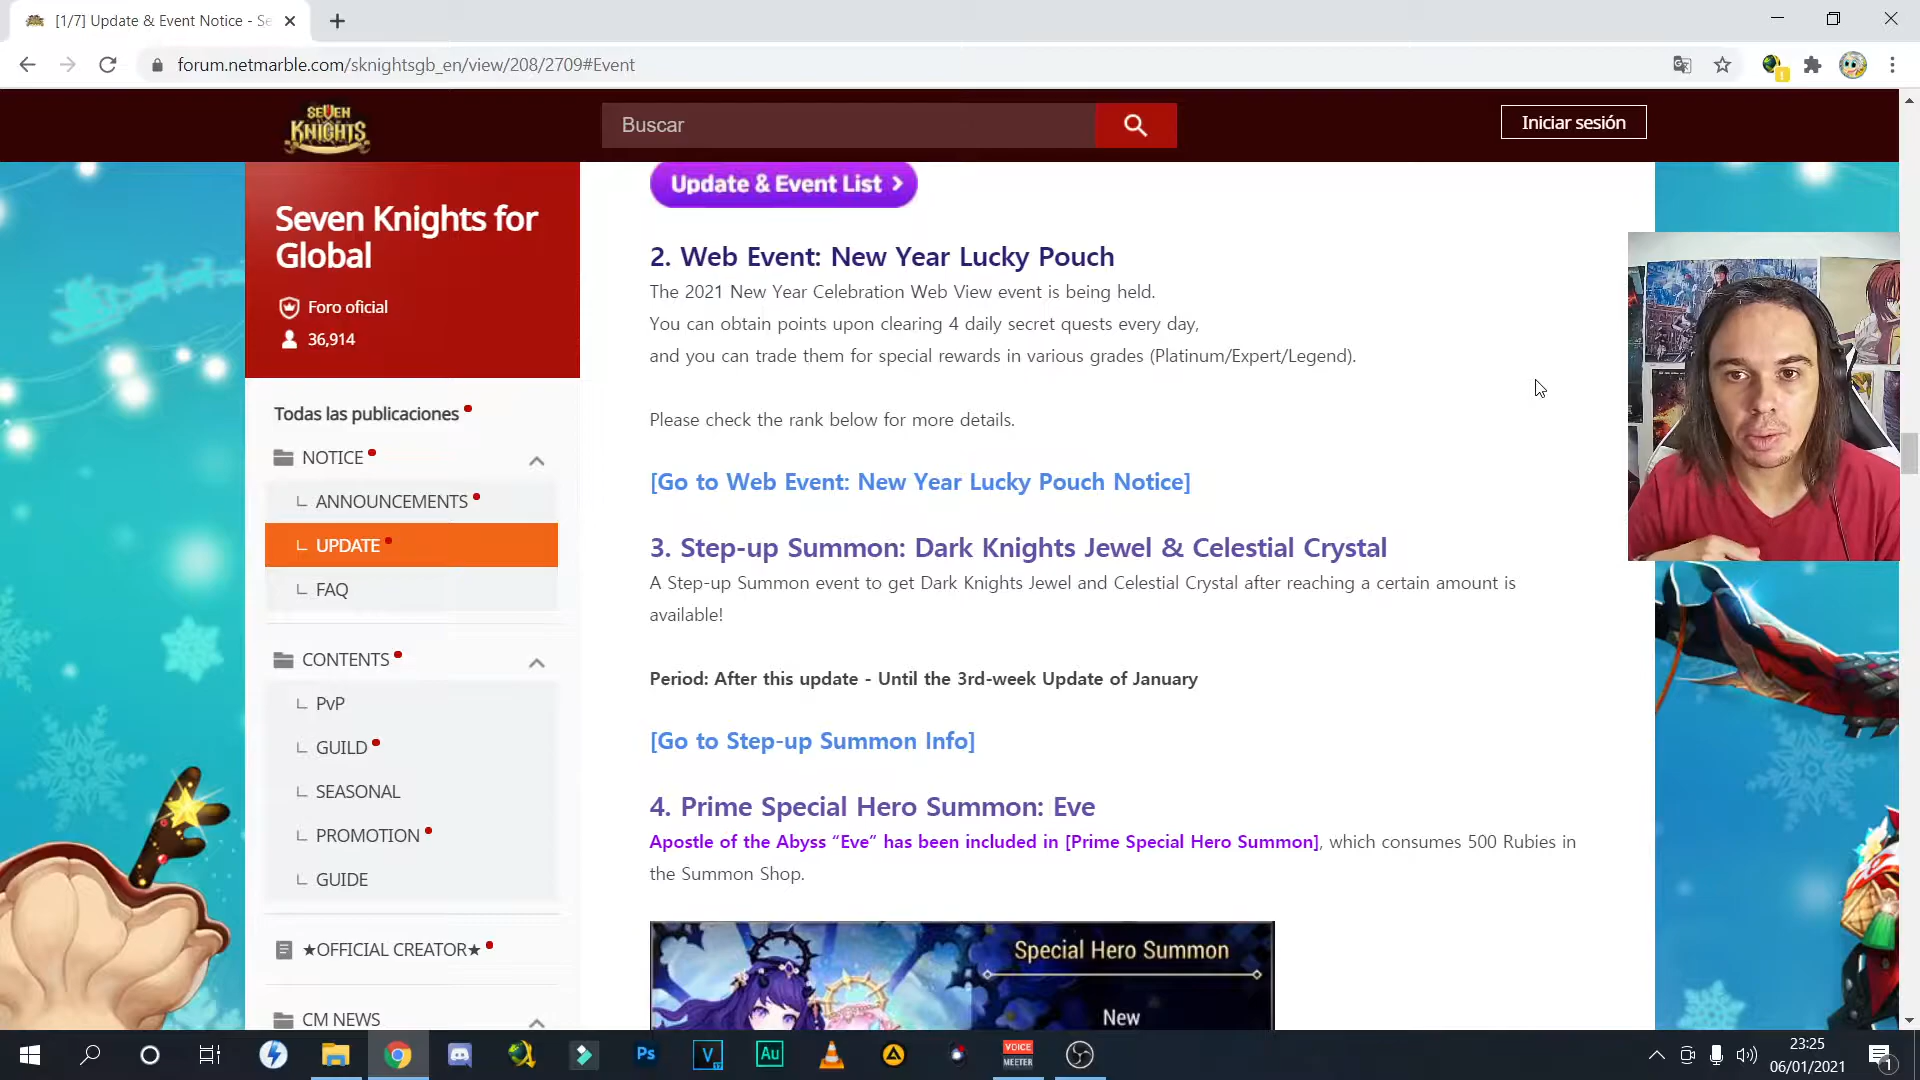 [1/7] Update & Event Notice - Se
forum.netmarble.com/sknightsgb_en/view/208/2709#Event
SEVEN
KNIGHTS
Buscar
Iniciar sesión
Seven Knights for
Global
Foro oficial
36,914
Todas las publicaciones
NOTICE
ANNOUNCEMENTS
UPDATE
FAQ
CONTENTS
PvP
GUILD
SEASONAL
PROMOTION
GUIDE
★OFFICIAL CREATOR★
CM NEWS
Update & Event List >
2. Web Event: New Year Lucky Pouch
The 2021 New Year Celebration Web View event is being held.
You can obtain points upon clearing 4 daily secret quests every day,
and you can trade them for special rewards in various grades (Platinum/Expert/Legend).
Please check the rank below for more details.
[Go to Web Event: New Year Lucky Pouch Notice]
3. Step-up Summon: Dark Knights Jewel & Celestial Crystal
A Step-up Summon event to get Dark Knights Jewel and Celestial Crystal after reaching a certain amount is
available!
Period: After this update - Until the 3rd-week Update of January
[Go to Step-up Summon Info]
4. Prime Special Hero Summon: Eve
Apostle of the Abyss “Eve” has been included in [Prime Special Hero Summon], which consumes 500 Rubies in
the Summon Shop.
Special Hero Summon
New
Ps
V
Au
VOICE
MEETER
23:25
06/01/2021
1